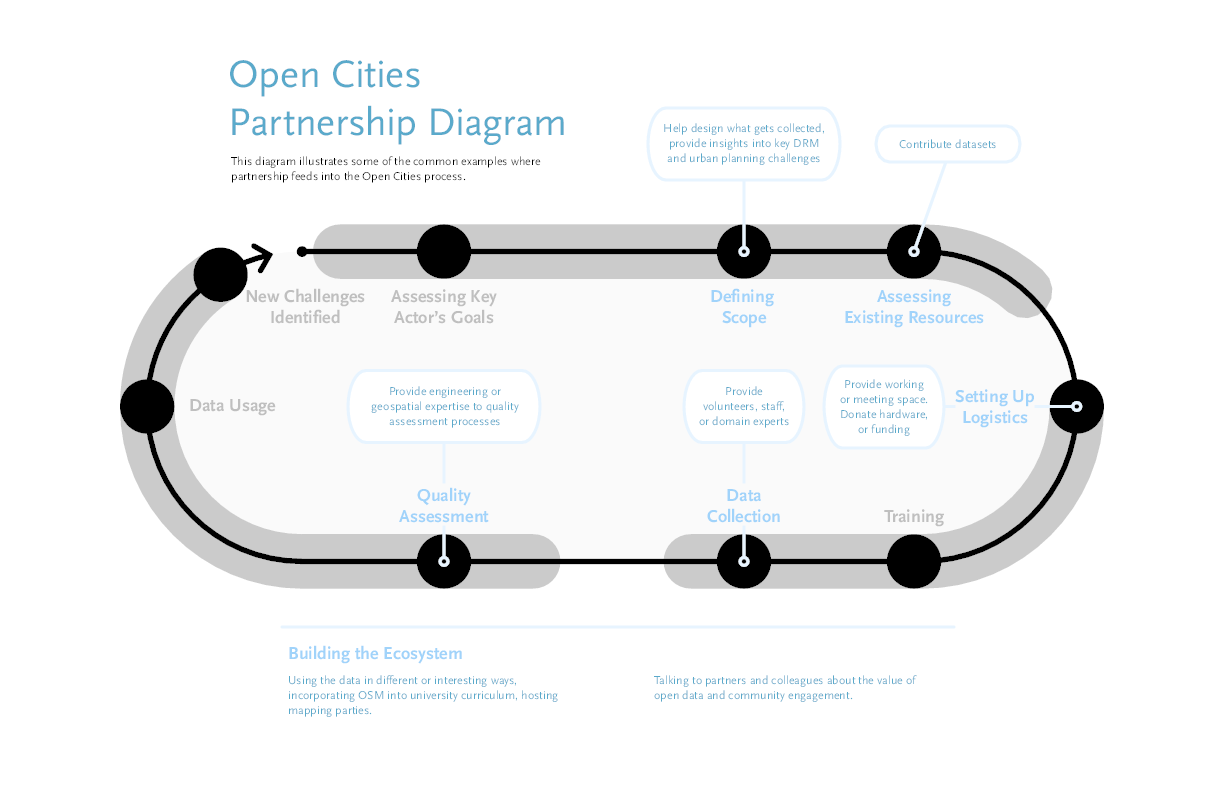 Open Cities
Partnership Diagram
This diagram illustrates some of the common examples where
partnership feeds into the Open Cities process.
Help design what gets collected,
provide insights into key DRM
and urban planning challenges
Contribute datasets
New Challenges
Identified
Assessing Key
Actor's Goals
Defining
Scope
Assessing
Existing Resources
Data Usage
Provide engineering or
geospatial expertise to quality
assessment processes
Provide
volunteers, staff,
or domain experts
Provide working
or meeting space.
Donate hardware,
or funding
Setting Up
Logistics
Quality
Assessment
Data
Collection
Training
Building the Ecosystem
Using the data in different or interesting ways,
incorporating OSM into university curriculum, hosting
mapping parties.
Talking to partners and colleagues about the value of
open data and community engagement.